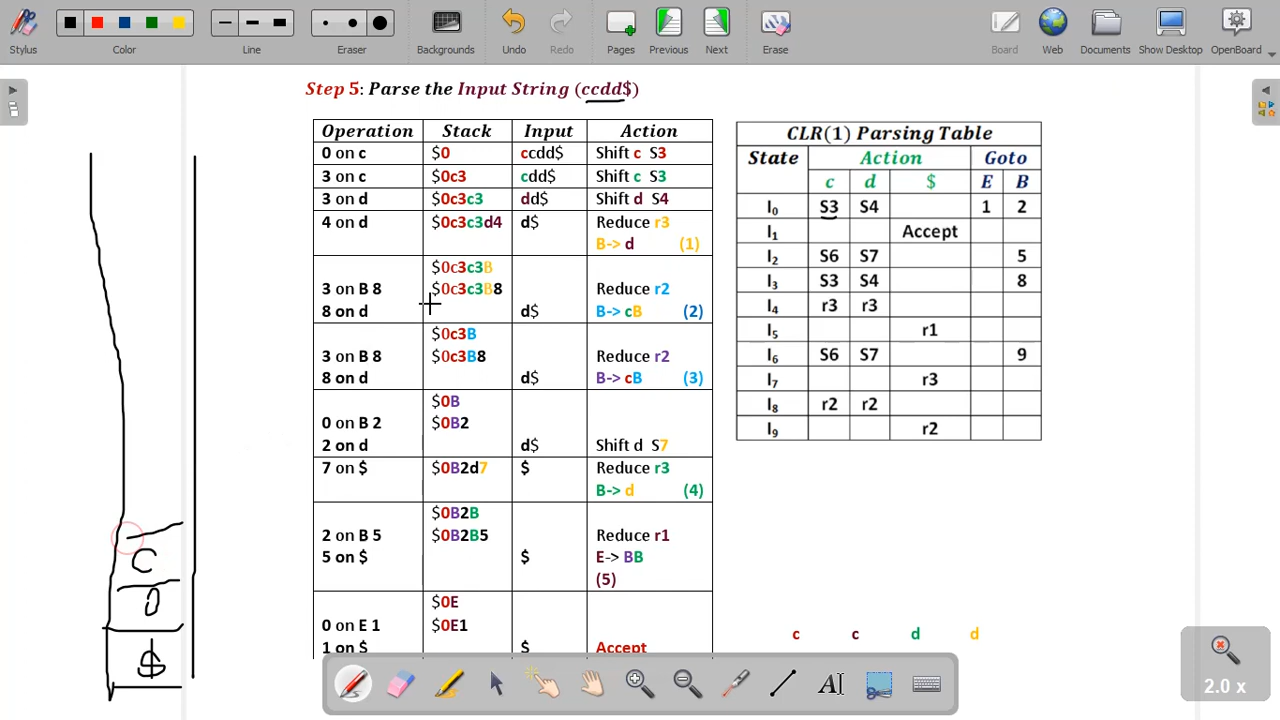 Stylus
Color
Line
Eraser
Backgrounds
Undo
Redo
Pages
Previous
Next
Erase
Board
Web
Documents
Show Desktop
OpenBoard
Step 5: Parse the Input String (ccdd$)
Operation Stack Input Action
0 on c $0 ccdd$ Shift c S3
3 on c $0c3 cdd$ Shift c S3
3 on d $0c3c3 dd$ Shift d S4
4 on d $0c3c3d4 d$ Reduce r3
B-> d (1)
$0c3c3B
3 on B 8 $0c3c3B8 Reduce r2
8 on d d$ B-> cB (2)
$0c3B
3 on B 8 $0c3B8 Reduce r2
8 on d d$ B-> cB (3)
$0B
0 on B 2 $0B2
2 on d d$ Shift d S7
7 on $ $0B2d7 $ Reduce r3
B-> d (4)
$0B2B
2 on B 5 $0B2B5 Reduce r1
5 on $ $ E-> BB
(5)
$0E
0 on E 1 $0E1
1 on $ $ Accept
CLR(1) Parsing Table
State Action Goto
c d $ E B
I0 S3 S4 1 2
I1 Accept
I2 S6 S7 5
I3 S3 S4 8
I4 r3 r3
I5 r1
I6 S6 S7 9
I7 r3
I8 r2 r2
I9 r2
c c d d
C
0
$
2.0 x